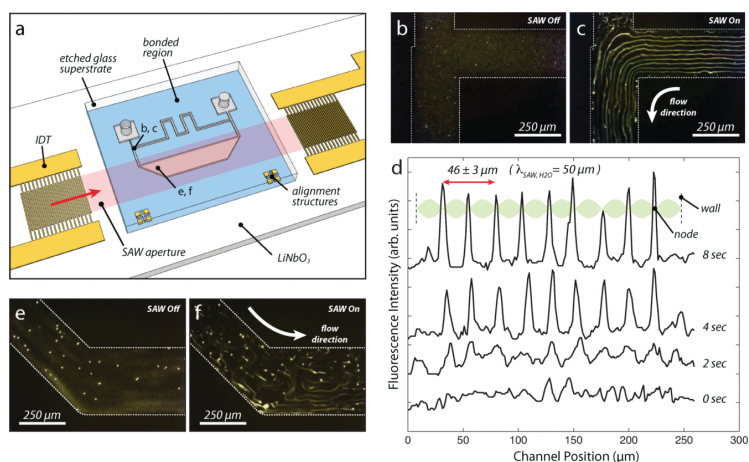 a
etched glass
superstrate
bonded
region
b, c
IDT
e, f
SAW aperture
alignment
structures
LiNbO3
b
SAW Off
250 µm
c
SAW On
flow
direction
250 µm
d
46 ± 3 µm ( λSAW, H2O = 50 µm )
wall
node
8 sec
4 sec
2 sec
0 sec
Fluorescence Intensity (arb. units)
0 50 100 150 200 250 300
Channel Position (µm)
e
SAW Off
250 µm
f
SAW On
flow
direction
250 µm